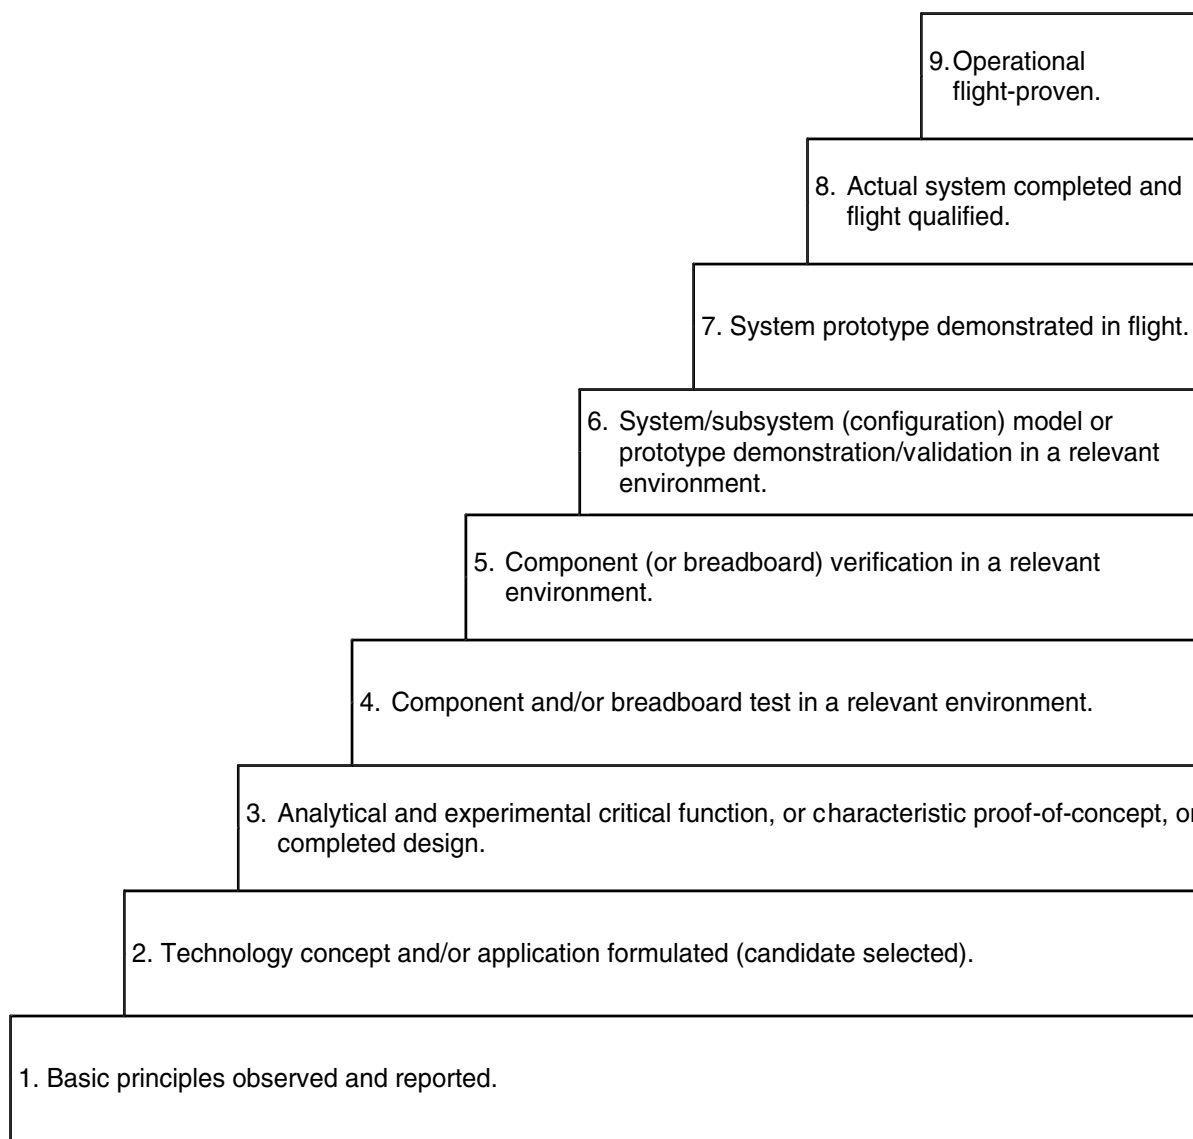 9. Operational
flight-proven.
8. Actual system completed and
flight qualified.
7. System prototype demonstrated in flight.
6. System/subsystem (configuration) model or
prototype demonstration/validation in a relevant
environment.
5. Component (or breadboard) verification in a relevant
environment.
4. Component and/or breadboard test in a relevant environment.
3. Analytical and experimental critical function, or characteristic proof-of-concept, or
completed design.
2. Technology concept and/or application formulated (candidate selected).
1. Basic principles observed and reported.